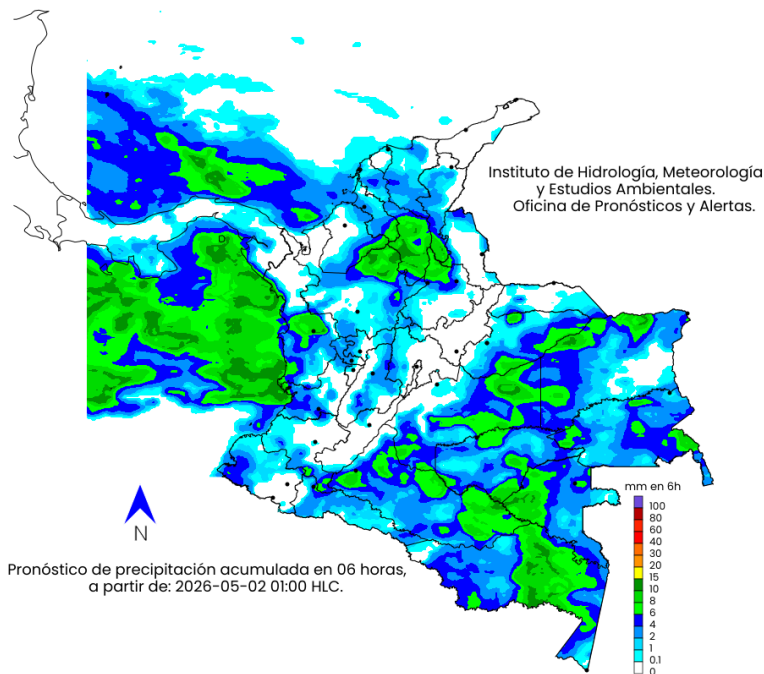 Instituto de Hidrología, Meteorología
y Estudios Ambientales.
Oficina de Pronósticos y Alertas.
N
Pronóstico de precipitación acumulada en 06 horas,
a partir de: 2026-05-02 01:00 HLC.
mm en 6h
100
80
60
40
30
20
15
10
8
6
4
2
1
0.1
0